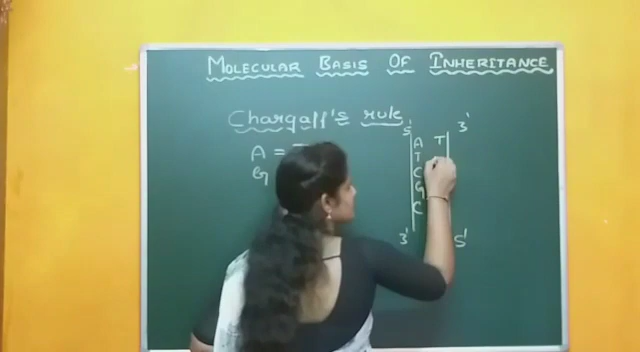 MOLECULAR BASIS OF INHERITANCE
Chargaff's rule
A =
G
5' 3'
A T
T
C
G
C
3' 5'